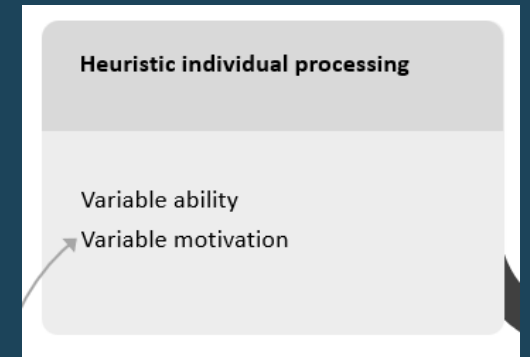 Heuristic individual processing
Variable ability
Variable motivation